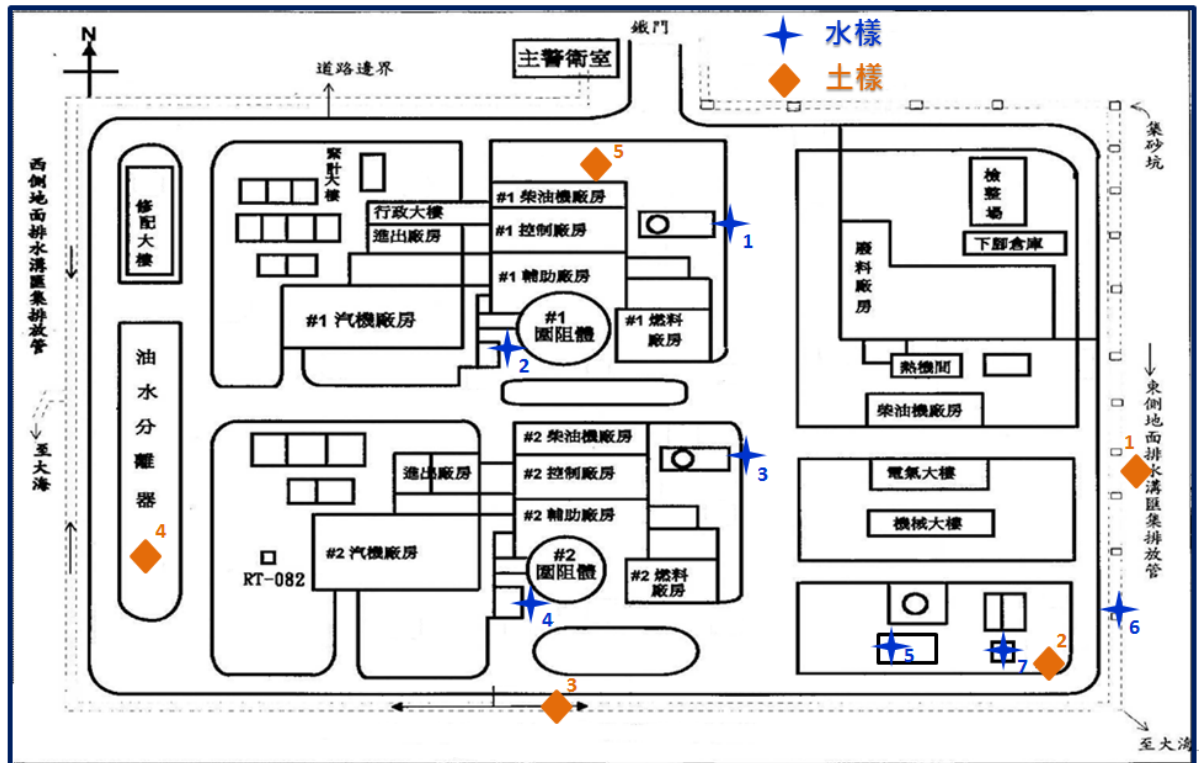 鐵門
水樣
N
主警衛室
土樣
道路邊界
集砂坑
西側地面排水溝匯集排放管
修配大樓
緊計大樓
5
#1 柴油機廠房
行政大樓
進出廠房
#1 控制廠房
1
檢整場
下腳倉庫
廢料廠房
#1 輔助廠房
#1 汽機廠房
#1
圍阻體
#1 燃料
廠房
2
熱機間
油水分離器
至大海
柴油機廠房
東側地面排水溝匯集排放管
#2 柴油機廠房
進出廠房
#2 控制廠房
3
電氣大樓
1
#2 輔助廠房
機械大樓
4
#2 汽機廠房
RT-082
#2
圍阻體
#2 燃料
廠房
4
6
5
7
2
3
至大海